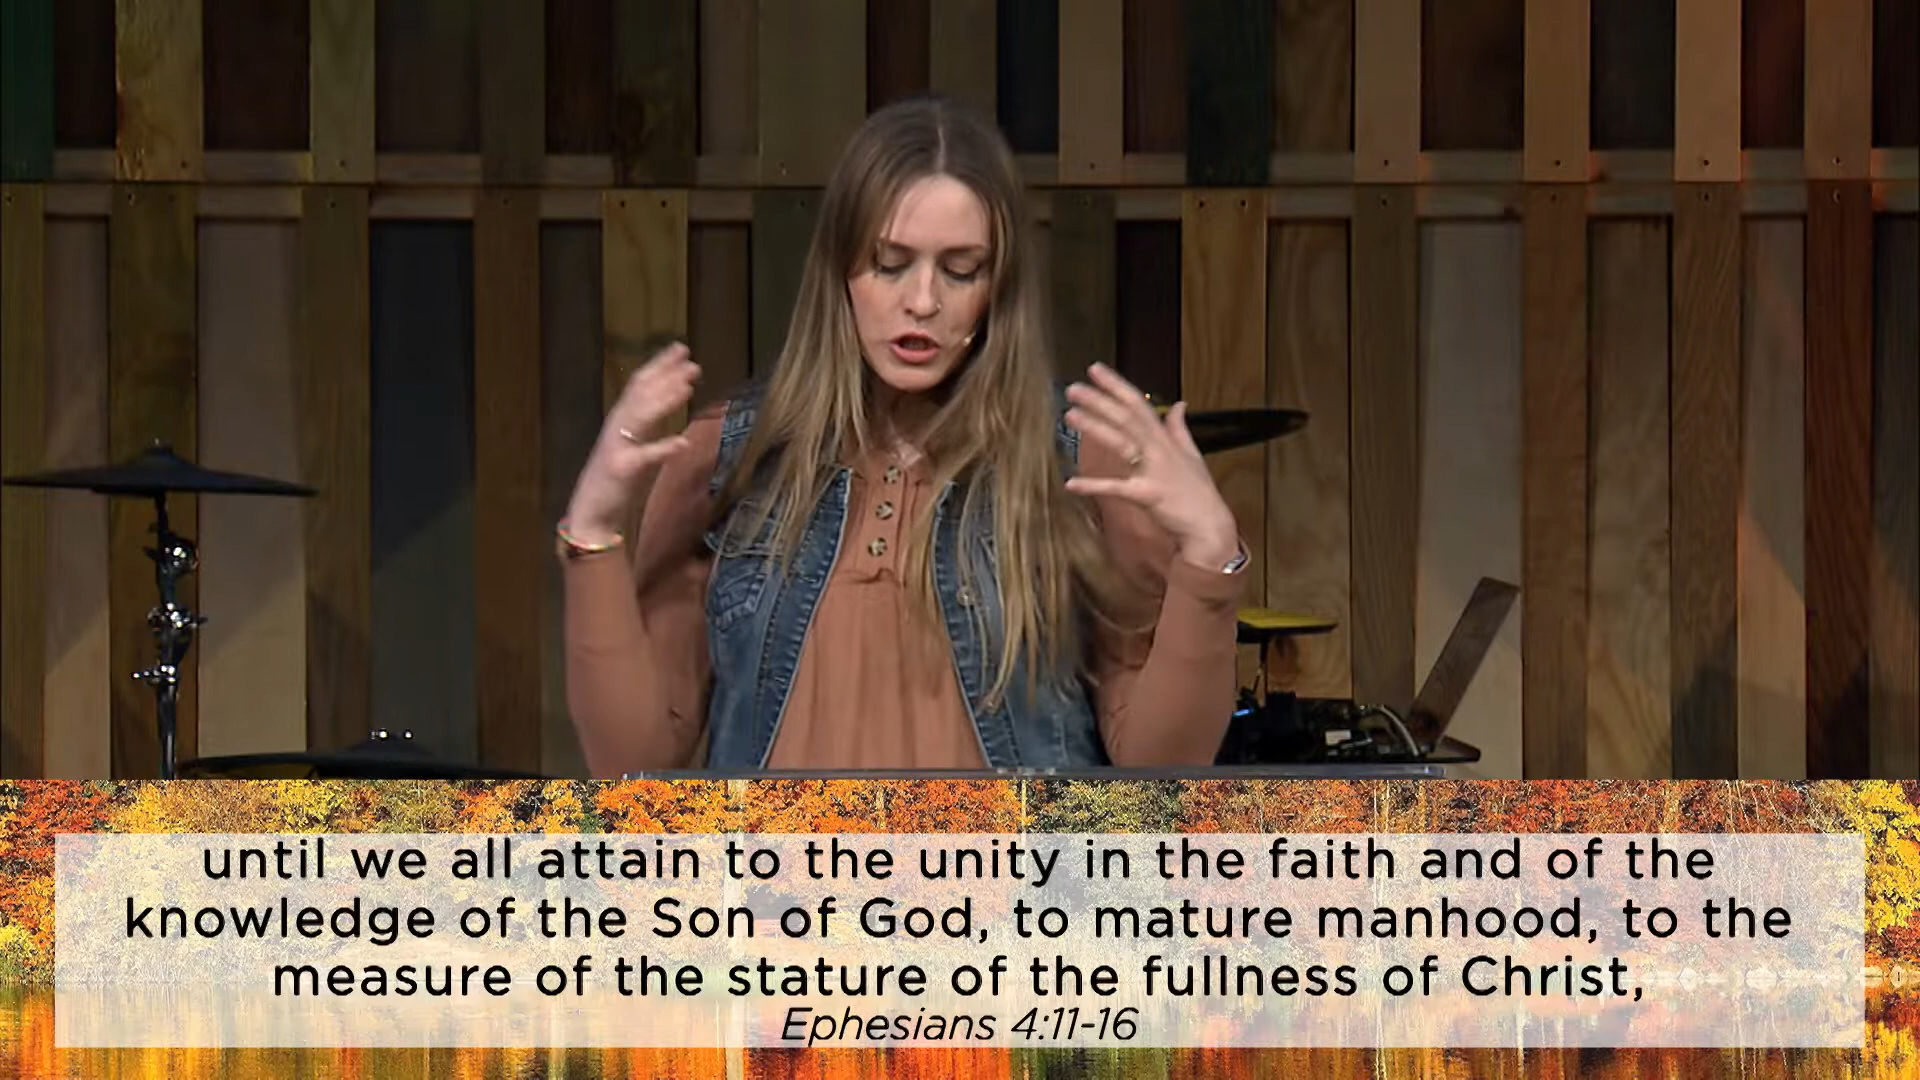 until we all attain to the unity in the faith and of the
knowledge of the Son of God, to mature manhood, to the
measure of the stature of the fullness of Christ,
Ephesians 4:11-16